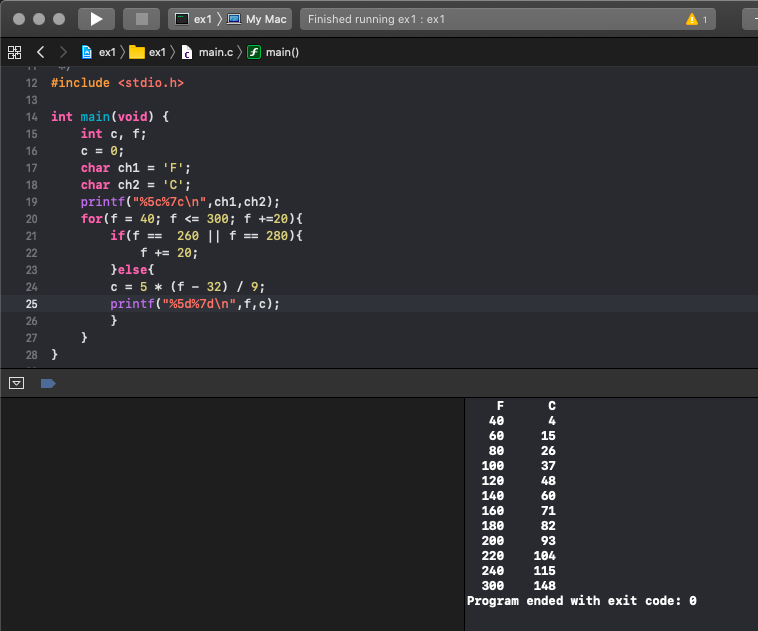 ex1 My Mac Finished running ex1 : ex1 1
ex1 ex1 main.c main()
12 #include <stdio.h>
13
14 int main(void) {
15     int c, f;
16     c = 0;
17     char ch1 = 'F';
18     char ch2 = 'C';
19     printf("%5c%7c\n",ch1,ch2);
20     for(f = 40; f <= 300; f +=20){
21         if(f ==  260 || f == 280){
22             f += 20;
23         }else{
24         c = 5 * (f - 32) / 9;
25         printf("%5d%7d\n",f,c);
26         }
27     }
28 }
    F      C
   40      4
   60     15
   80     26
  100     37
  120     48
  140     60
  160     71
  180     82
  200     93
  220    104
  240    115
  300    148
Program ended with exit code: 0